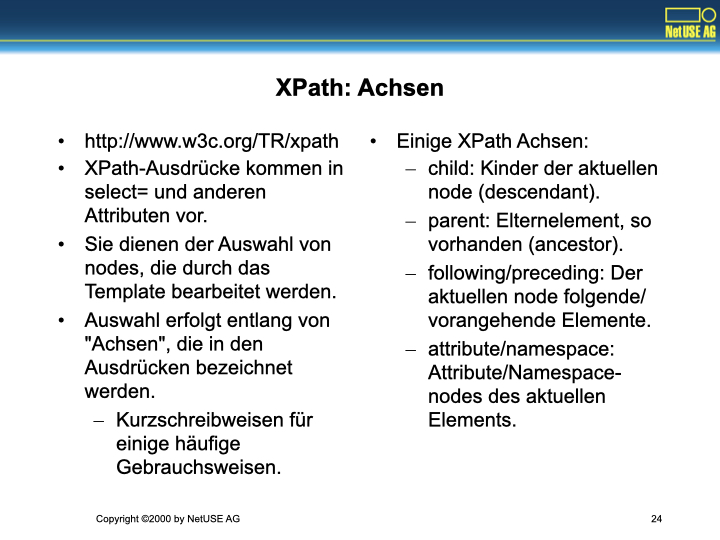 NetUSE AG
XPath: Achsen
• http://www.w3c.org/TR/xpath
• XPath-Ausdrücke kommen in
select= und anderen
Attributen vor.
• Sie dienen der Auswahl von
nodes, die durch das
Template bearbeitet werden.
• Auswahl erfolgt entlang von
"Achsen", die in den
Ausdrücken bezeichnet
werden.
– Kurzschreibweisen für
einige häufige
Gebrauchsweisen.
• Einige XPath Achsen:
– child: Kinder der aktuellen
node (descendant).
– parent: Elternelement, so
vorhanden (ancestor).
– following/preceding: Der
aktuellen node folgende/
vorangehende Elemente.
– attribute/namespace:
Attribute/Namespace-
nodes des aktuellen
Elements.
Copyright ©2000 by NetUSE AG
24